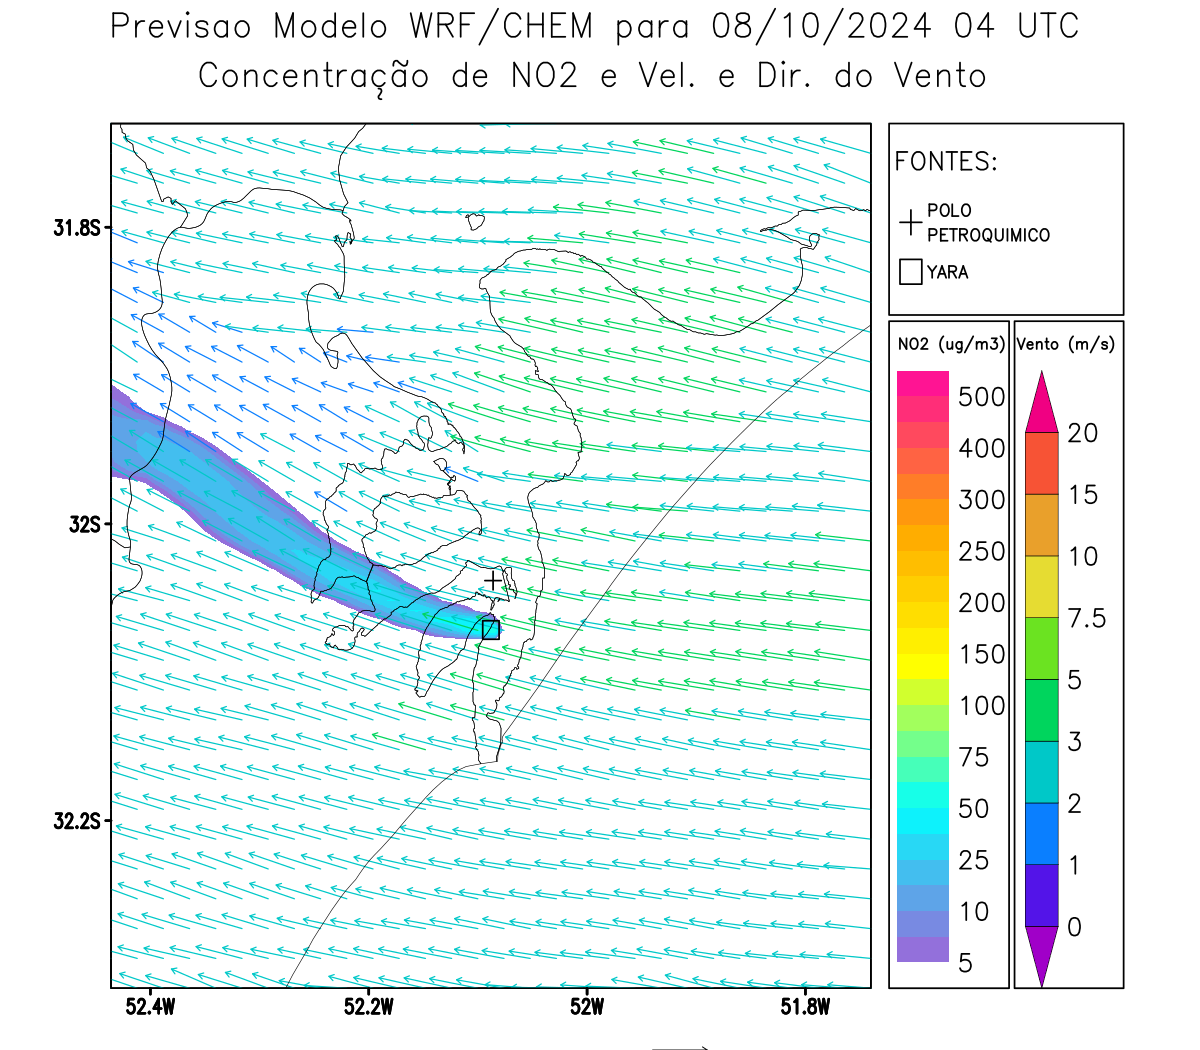 Previsao Modelo WRF/CHEM para 08/10/2024 04 UTC
Concentração de NO2 e Vel. e Dir. do Vento
FONTES:
POLO
PETROQUIMICO
YARA
NO2 (ug/m3)
500
400
300
250
200
150
100
75
50
25
10
5
Vento (m/s)
20
15
10
7.5
5
3
2
1
0
31.8S
32S
32.2S
52.4W
52.2W
52W
51.8W